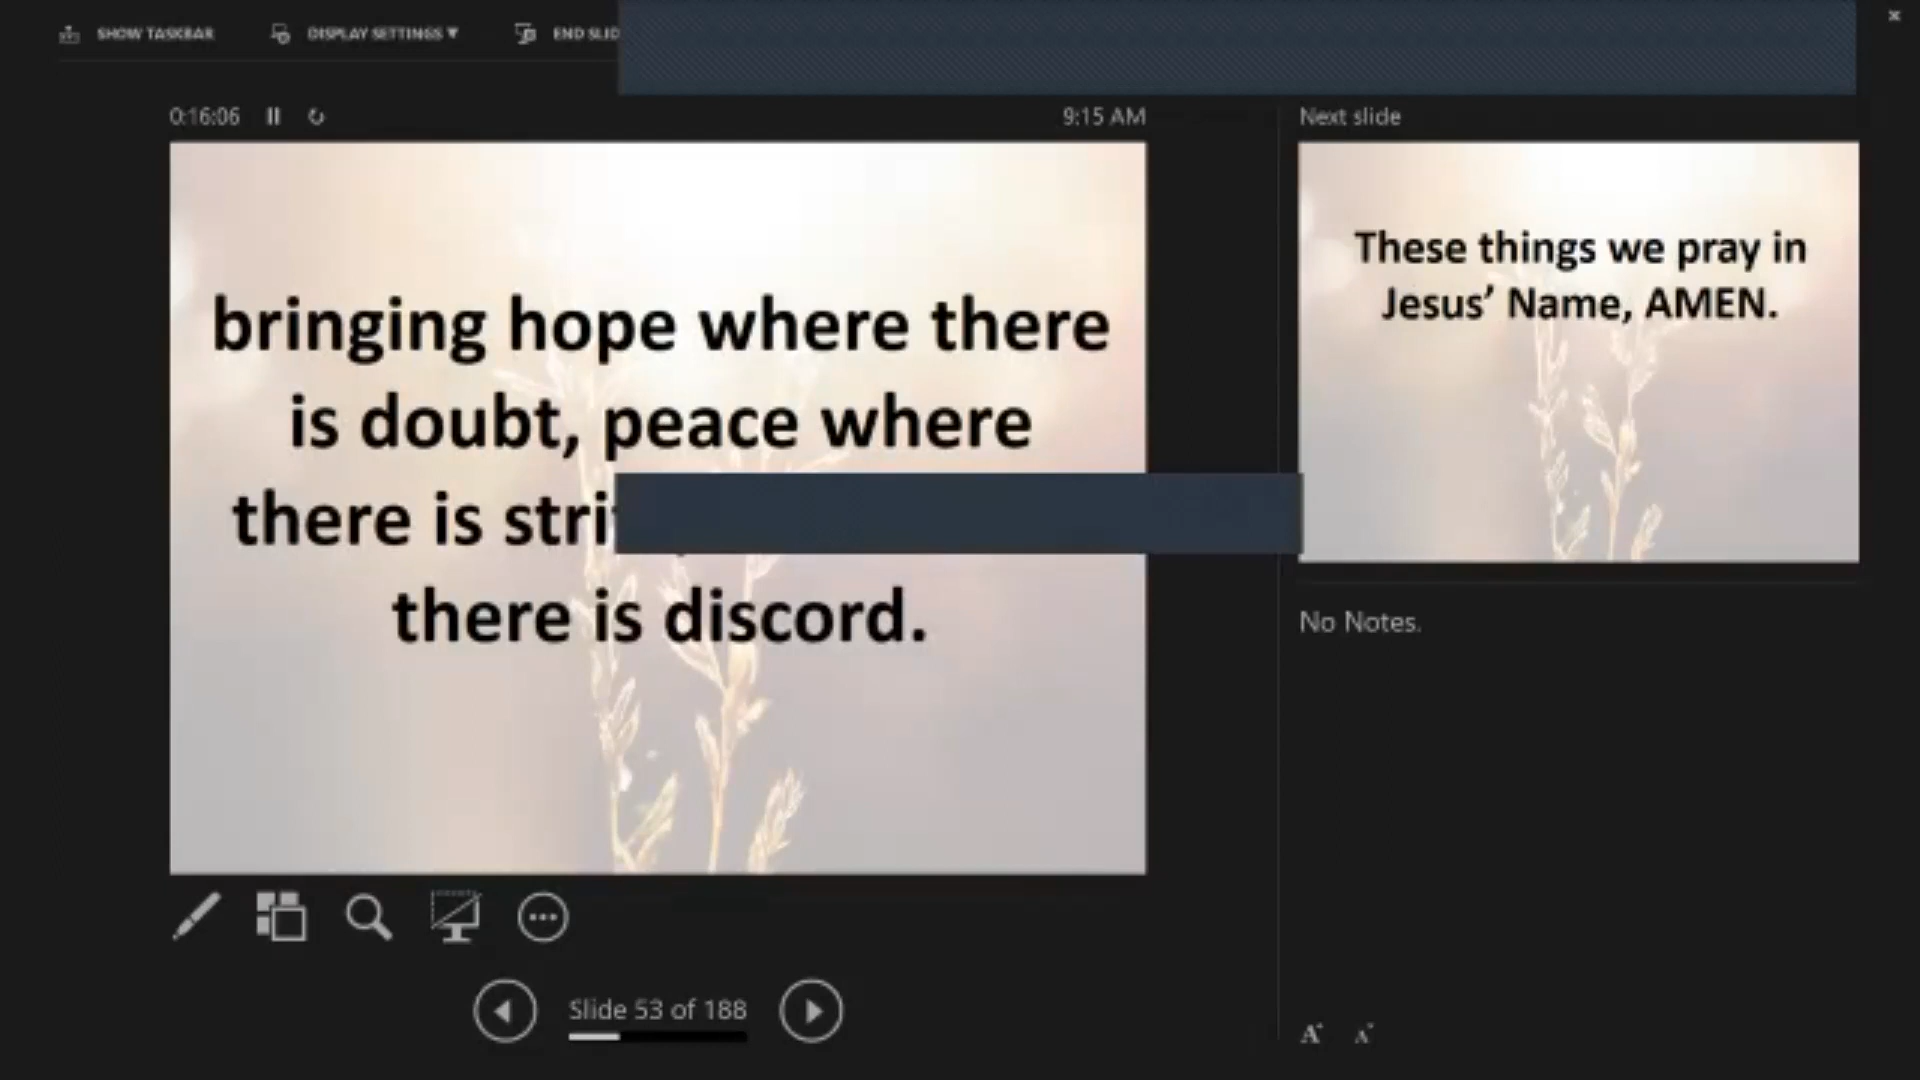 SHOW TASKBAR
DISPLAY SETTINGS ▼
END SLID
0:16:06
9:15 AM
Next slide
bringing hope where there
is doubt, peace where
there is
there is discord.
These things we pray in
Jesus’ Name, AMEN.
No Notes.
Slide 53 of 188
A A